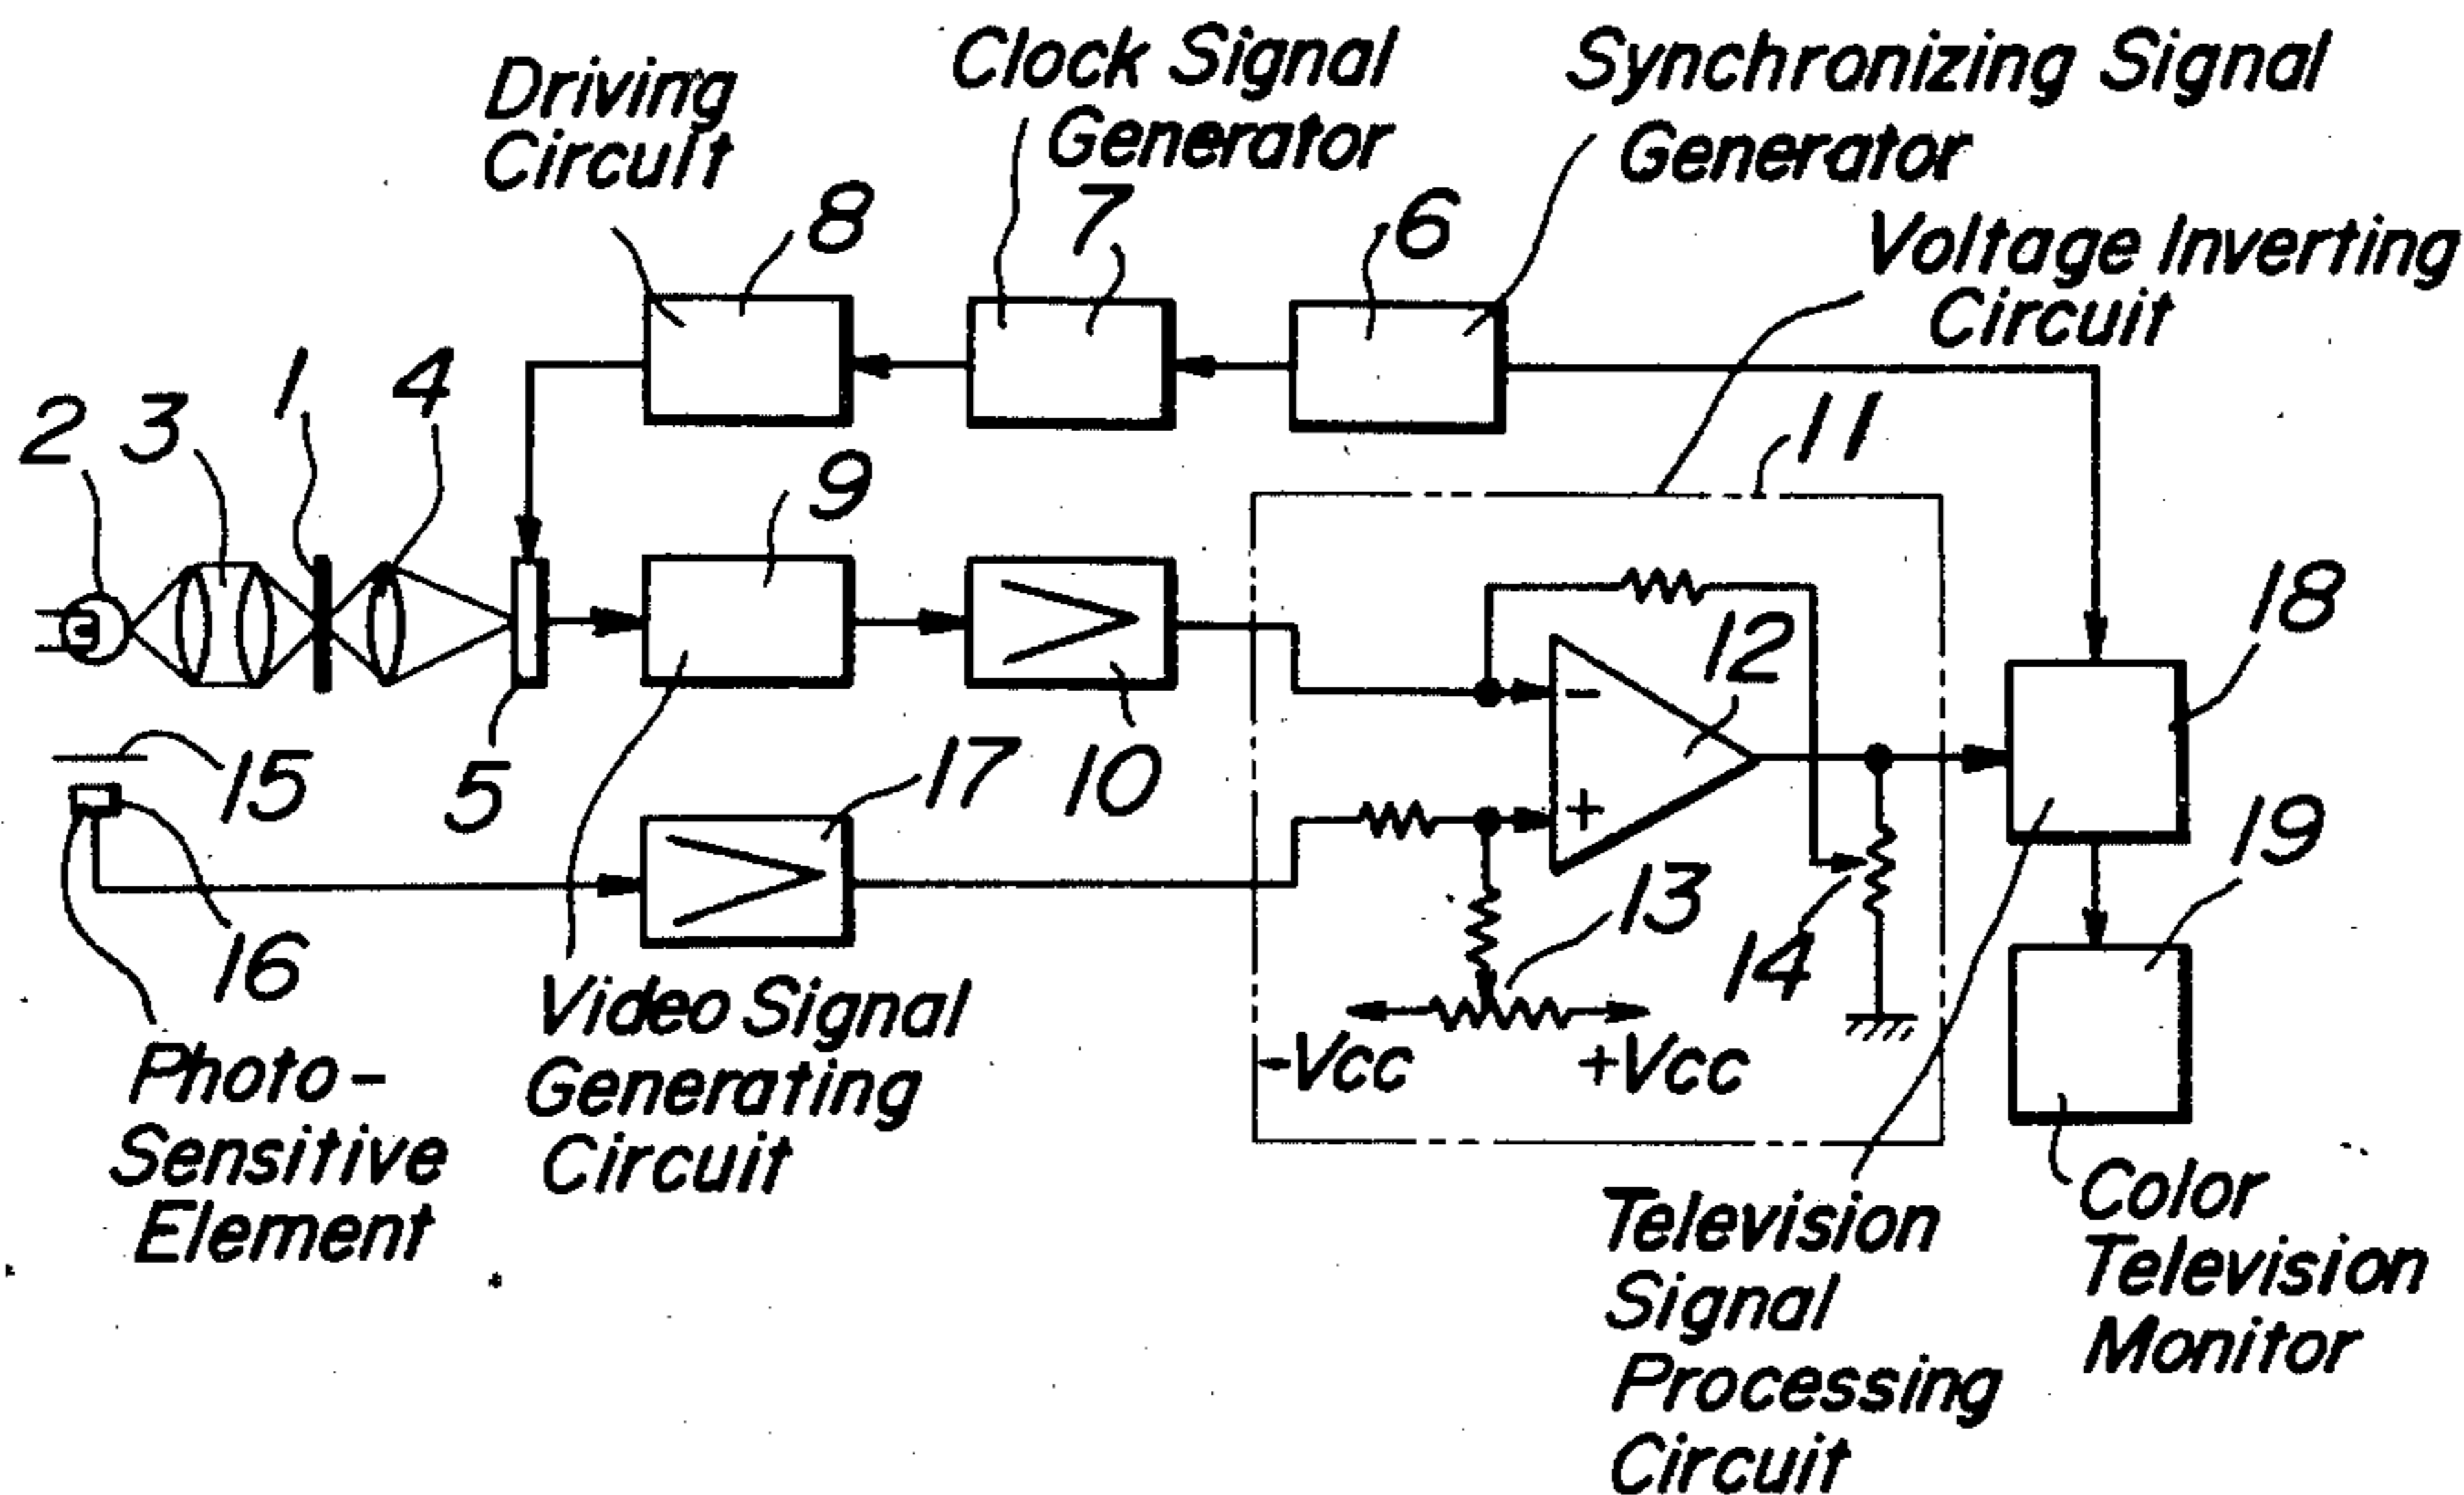 Driving
Circuit
Clock Signal
Generator
Synchronizing Signal
Generator
Voltage Inverting
Circuit
8
7
6
11
2
3
1
4
9
5
10
12
18
15
16
17
13
14
19
-
+
-Vcc
+Vcc
Photo-
Sensitive
Element
Video Signal
Generating
Circuit
Television
Signal
Processing
Circuit
Color
Television
Monitor